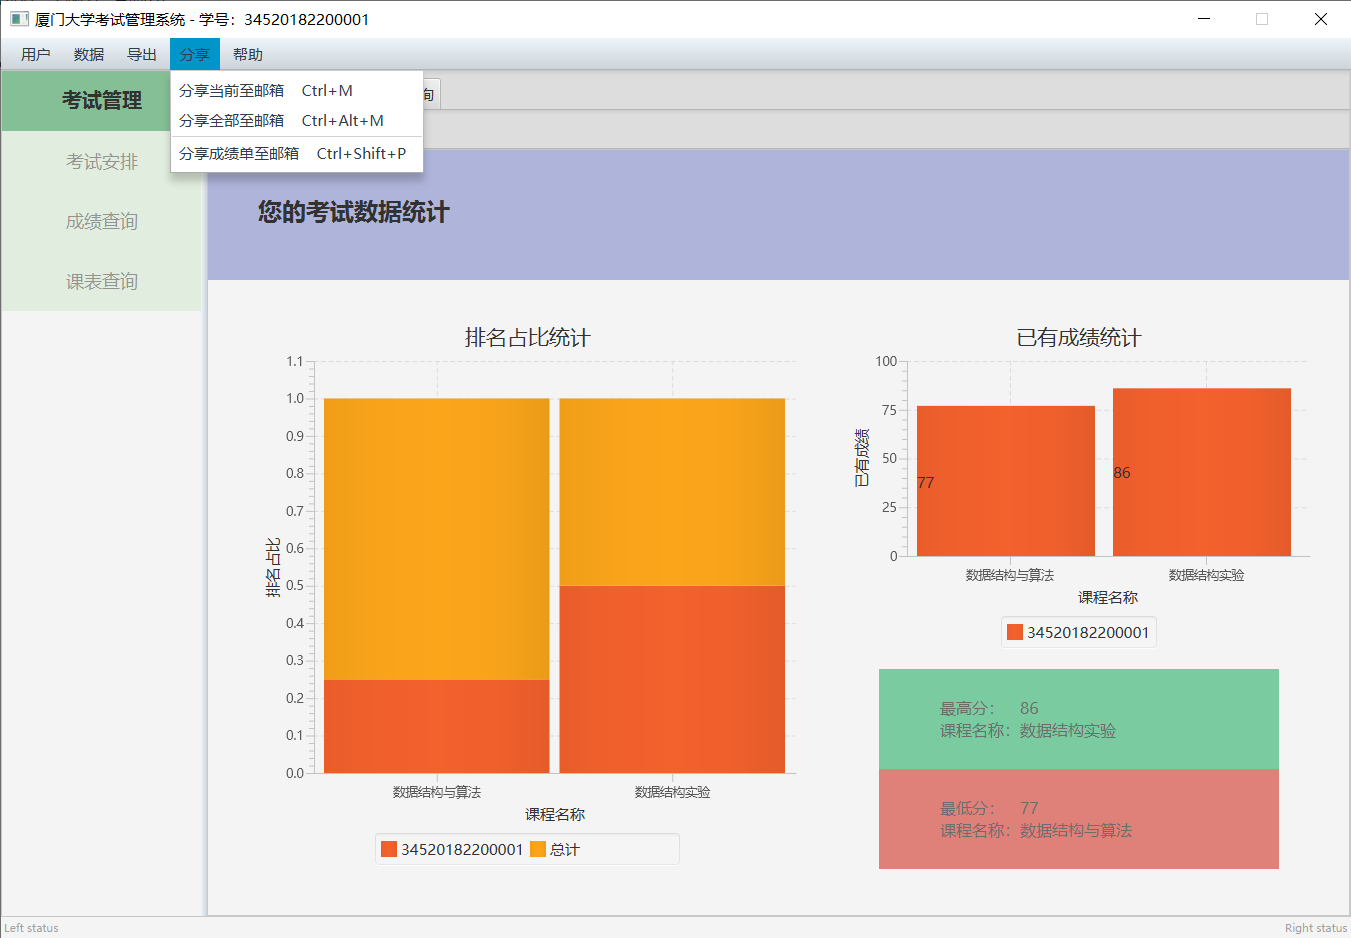 厦门大学考试管理系统 - 学号：34520182200001
用户 数据 导出 分享 帮助
分享当前至邮箱 Ctrl+M
分享全部至邮箱 Ctrl+Alt+M
分享成绩单至邮箱 Ctrl+Shift+P
询
考试管理
考试安排
成绩查询
课表查询
您的考试数据统计
排名占比统计
1.1
1.0
0.9
0.8
0.7
0.6
0.5
0.4
0.3
0.2
0.1
0.0
排名占比
数据结构与算法 数据结构实验
课程名称
34520182200001 总计
已有成绩统计
100
75
50
25
0
已有成绩
77
86
数据结构与算法 数据结构实验
课程名称
34520182200001
最高分： 86
课程名称：数据结构实验
最低分： 77
课程名称：数据结构与算法
Left status
Right status